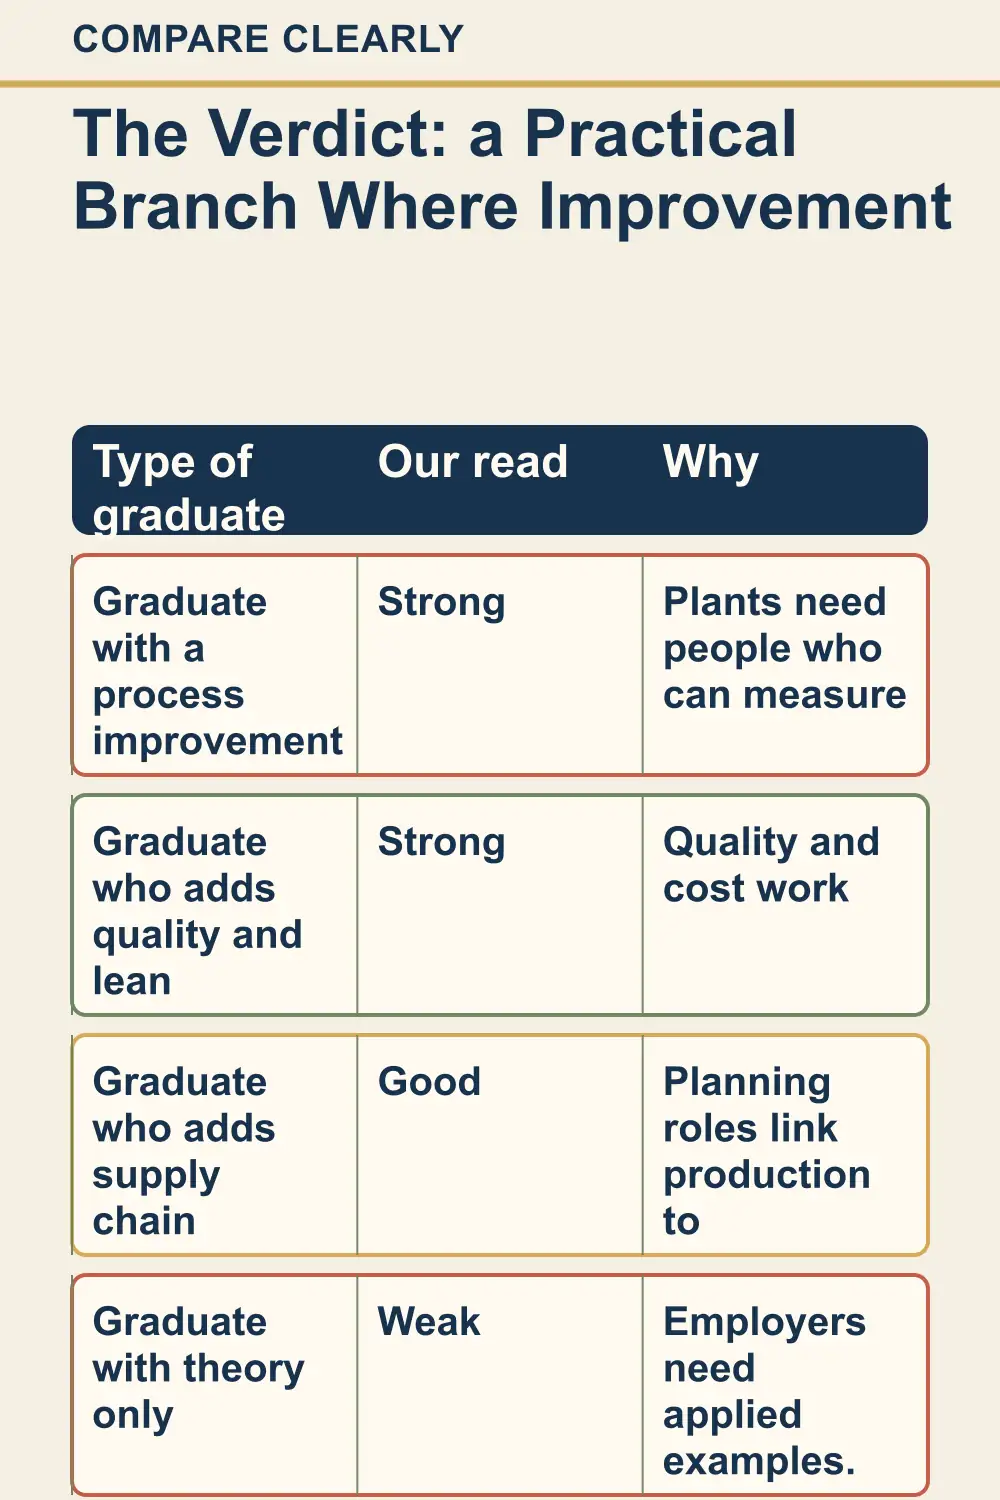 COMPARE CLEARLY
The Verdict: a Practical
Branch Where Improvement
Type of graduate
Our read
Why
Graduate
with a
process
improvement
Strong
Plants need
people who
can measure
Graduate
who adds
quality and
lean
Strong
Quality and
cost work
Graduate
who adds
supply
chain
Good
Planning
roles link
production
to
Graduate
with theory
only
Weak
Employers
need
applied
examples.